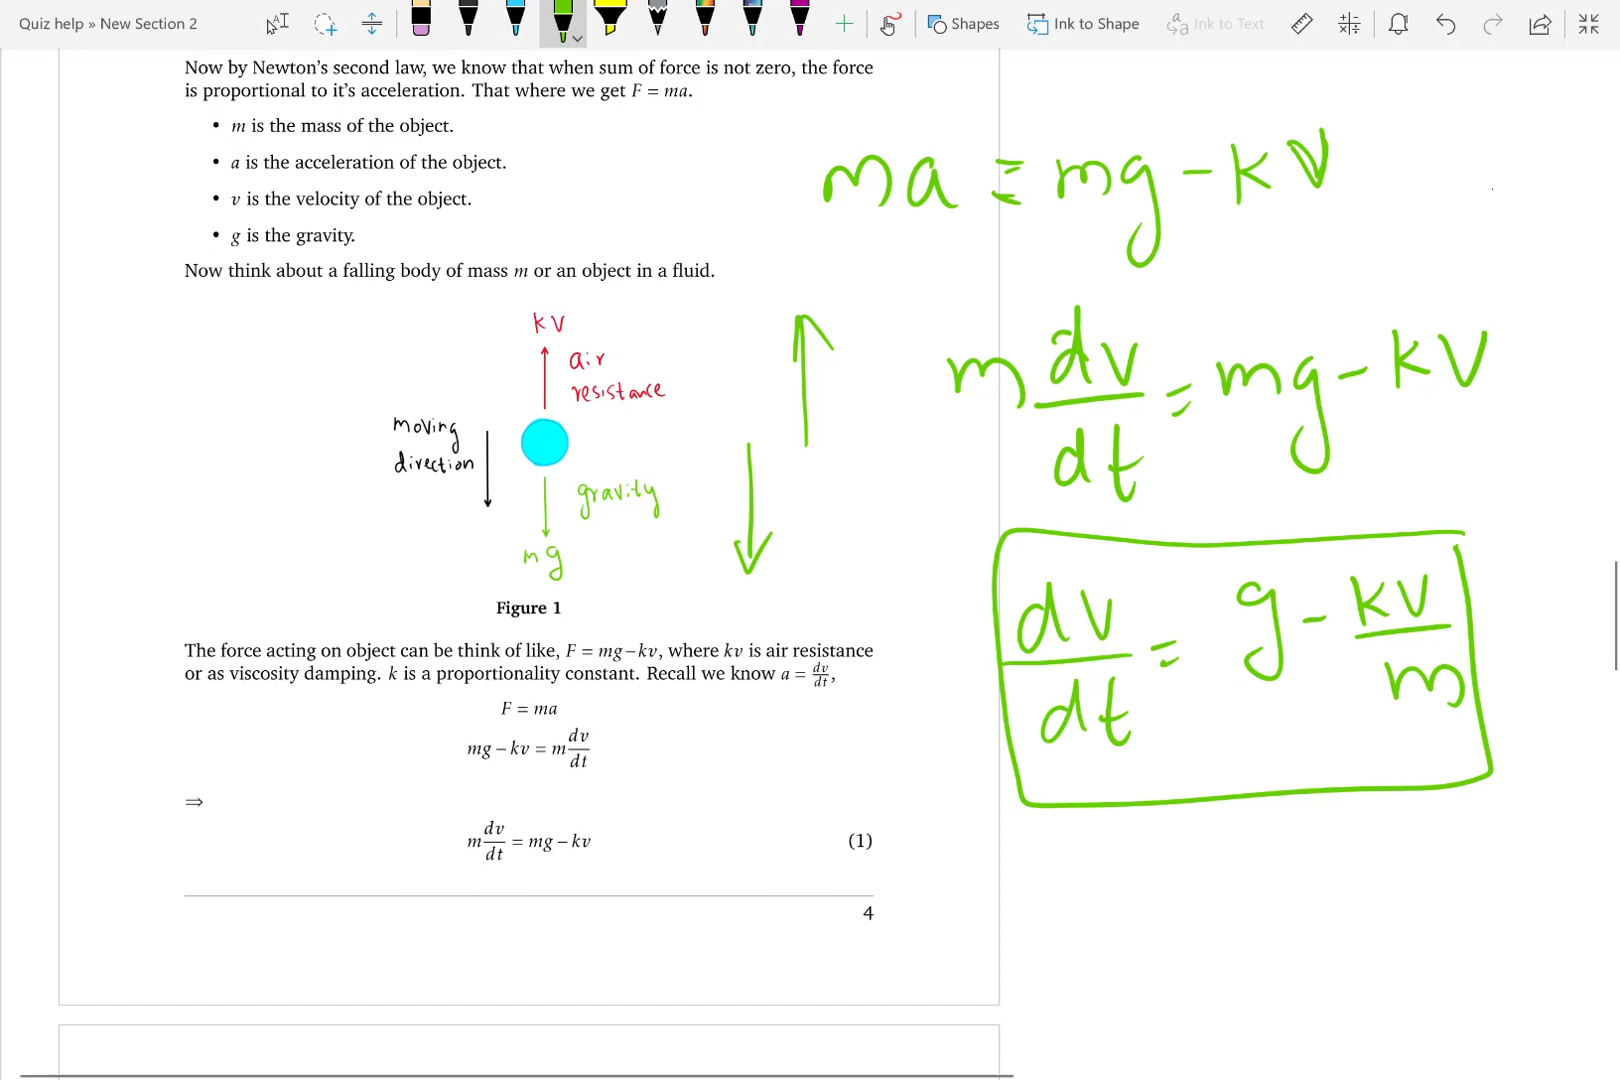 Quiz help » New Section 2
Shapes
Ink to Shape
Ink to Text
Now by Newton's second law, we know that when sum of force is not zero, the force
is proportional to it's acceleration. That where we get F = ma.
• m is the mass of the object.
• a is the acceleration of the object.
• v is the velocity of the object.
• g is the gravity.
Now think about a falling body of mass m or an object in a fluid.
kv
air
resistance
moving
direction
gravity
mg
Figure 1
The force acting on object can be think of like, F = mg – kv, where kv is air resistance
or as viscosity damping. k is a proportionality constant. Recall we know a = dv/dt,
F = ma
mg – kv = m dv/dt
⇒
m dv/dt = mg – kv (1)
4
ma = mg - kv
m dv/dt = mg - kv
dv/dt = g - kv/m